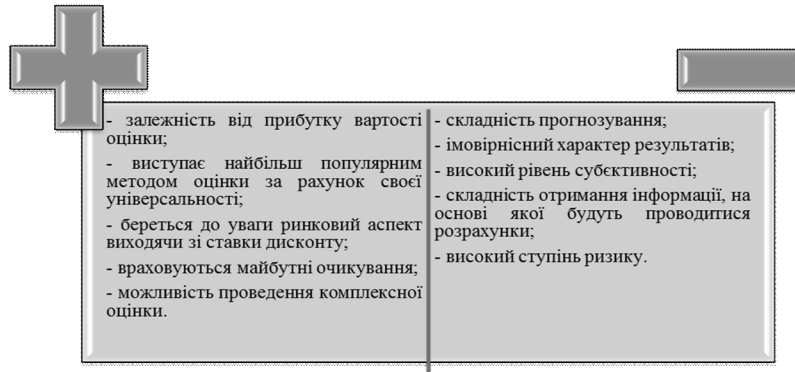 - залежність від прибутку вартості
оцінки;
- виступає найбільш популярним
методом оцінки за рахунок своєї
універсальності;
- береться до уваги ринковий аспект
виходячи зі ставки дисконту;
- враховуються майбутні очикування;
- можливість проведення комплексної
оцінки.
- складність прогнозування;
- імовірнісний характер результатів;
- високий рівень субєктивності;
- складність отримання інформації, на
основі якої будуть проводитися
розрахунки;
- високий ступінь ризику.